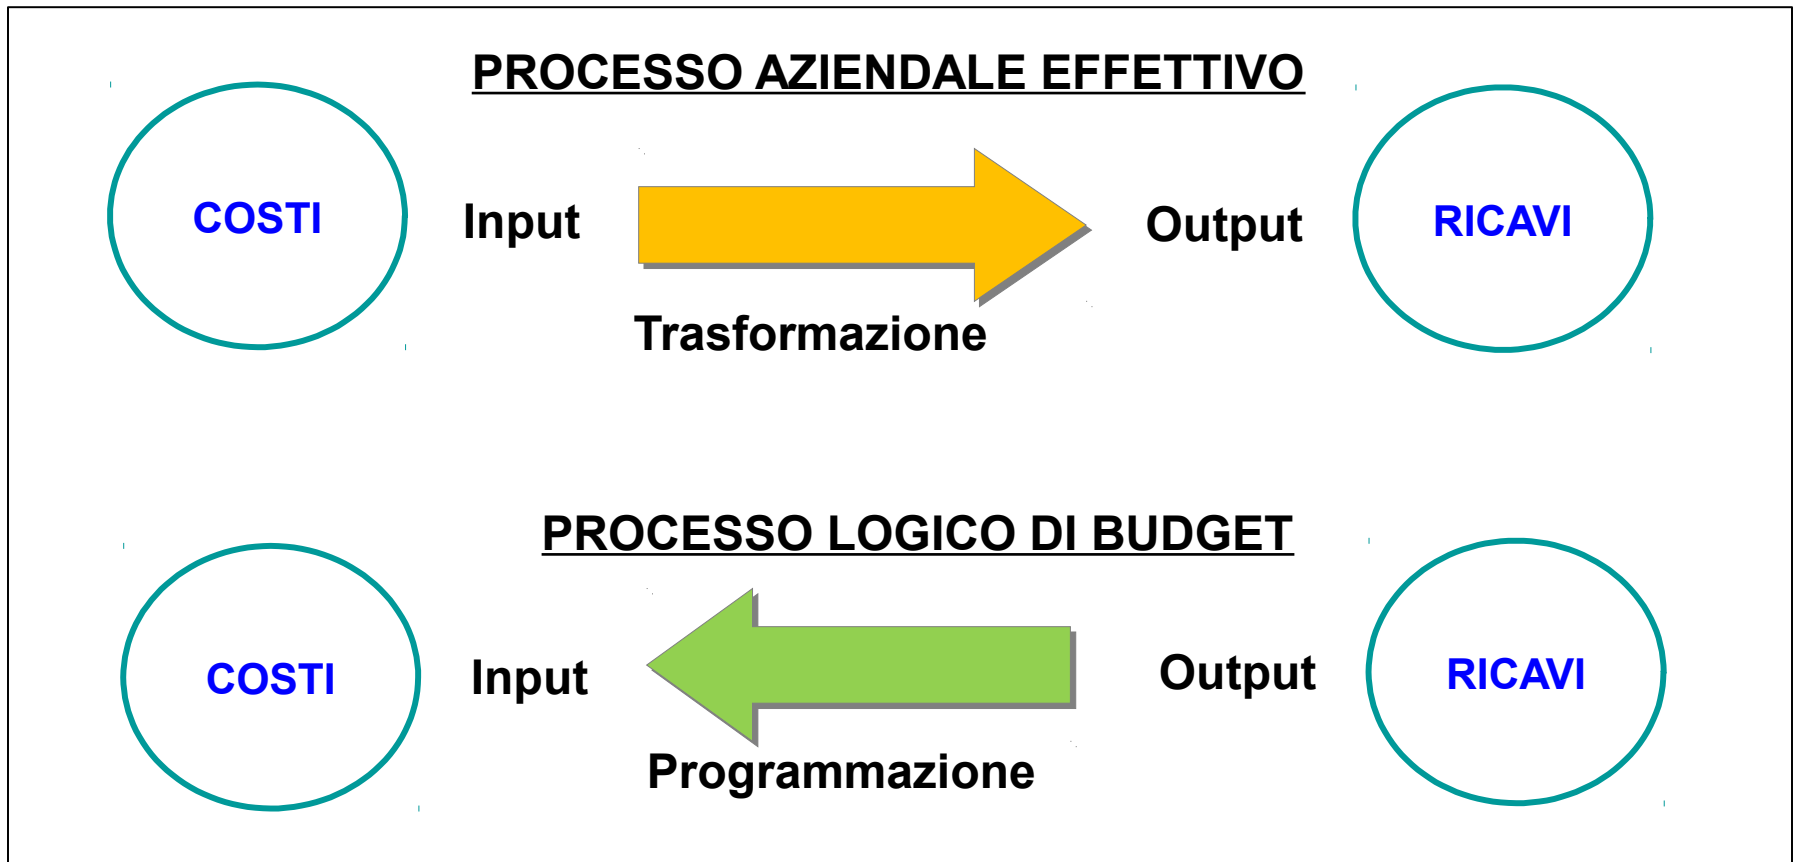 PROCESSO AZIENDALE EFFETTIVO
COSTI
Input
Output
RICAVI
Trasformazione
PROCESSO LOGICO DI BUDGET
COSTI
Input
Output
RICAVI
Programmazione